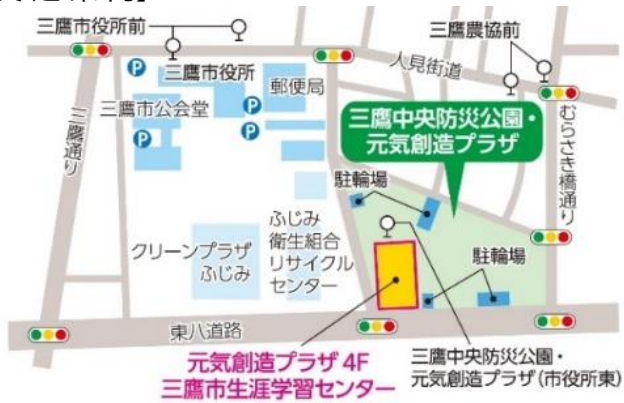 三鷹市役所前
三鷹農協前
人見街道
三鷹市役所
郵便局
三鷹市公会堂
P
P
P
P
三鷹通り
むらさき橋通り
三鷹中央防災公園・
元気創造プラザ
駐輪場
ふじみ
衛生組合
リサイクル
センター
クリーンプラザ
ふじみ
駐輪場
東八道路
元気創造プラザ 4F
三鷹市生涯学習センター
三鷹中央防災公園・
元気創造プラザ(市役所東)